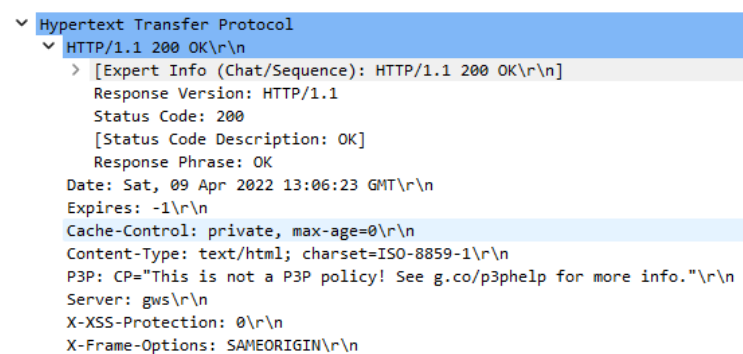 Hypertext Transfer Protocol
HTTP/1.1 200 OK\r\n
[Expert Info (Chat/Sequence): HTTP/1.1 200 OK\r\n]
Response Version: HTTP/1.1
Status Code: 200
[Status Code Description: OK]
Response Phrase: OK
Date: Sat, 09 Apr 2022 13:06:23 GMT\r\n
Expires: -1\r\n
Cache-Control: private, max-age=0\r\n
Content-Type: text/html; charset=ISO-8859-1\r\n
P3P: CP="This is not a P3P policy! See g.co/p3phelp for more info."\r\n
Server: gws\r\n
X-XSS-Protection: 0\r\n
X-Frame-Options: SAMEORIGIN\r\n